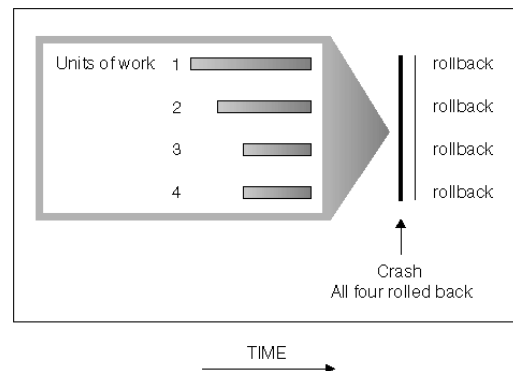 Units of work 1 rollback
2 rollback
3 rollback
4 rollback
Crash
All four rolled back
TIME